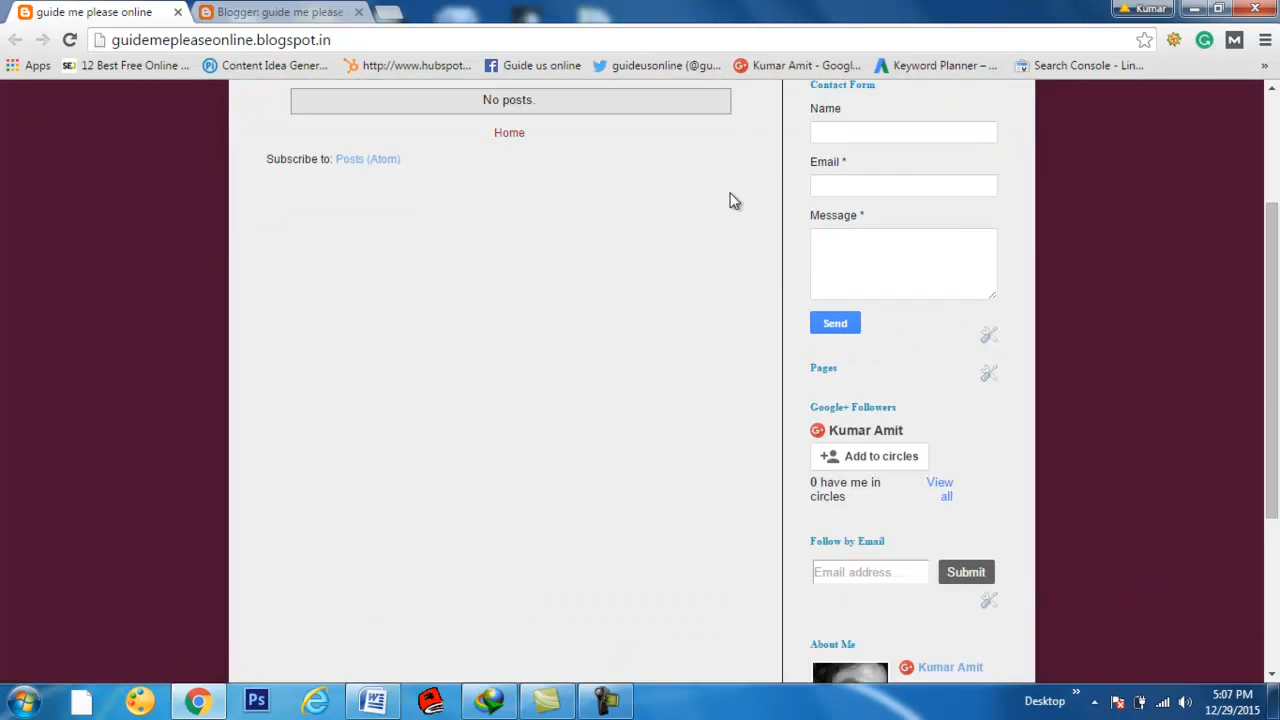 guide me please online
Blogger: guide me please
Kumar
guidemepleaseonline.blogspot.in
Apps
12 Best Free Online ...
Content Idea Gener...
http://www.hubspot...
Guide us online
guideusonline (@gu...
Kumar Amit - Googl...
Keyword Planner – ...
Search Console - Lin...
»
No posts.
Home
Subscribe to: Posts (Atom)
Contact Form
Name
Email *
Message *
Send
Pages
Google+ Followers
G+ Kumar Amit
Add to circles
0 have me in circles
View all
Follow by Email
Email address...
Submit
About Me
G+ Kumar Amit
Ps
Desktop
»
5:07 PM
12/29/2015